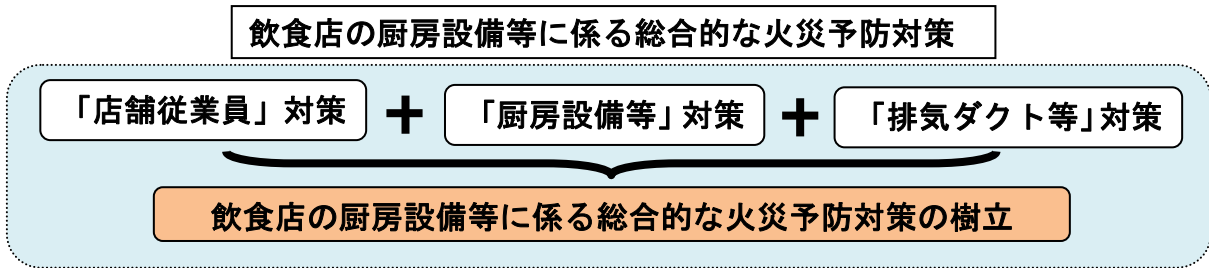 飲食店の厨房設備等に係る総合的な火災予防対策
「店舗従業員」対策 + 「厨房設備等」対策 + 「排気ダクト等」対策
飲食店の厨房設備等に係る総合的な火災予防対策の樹立